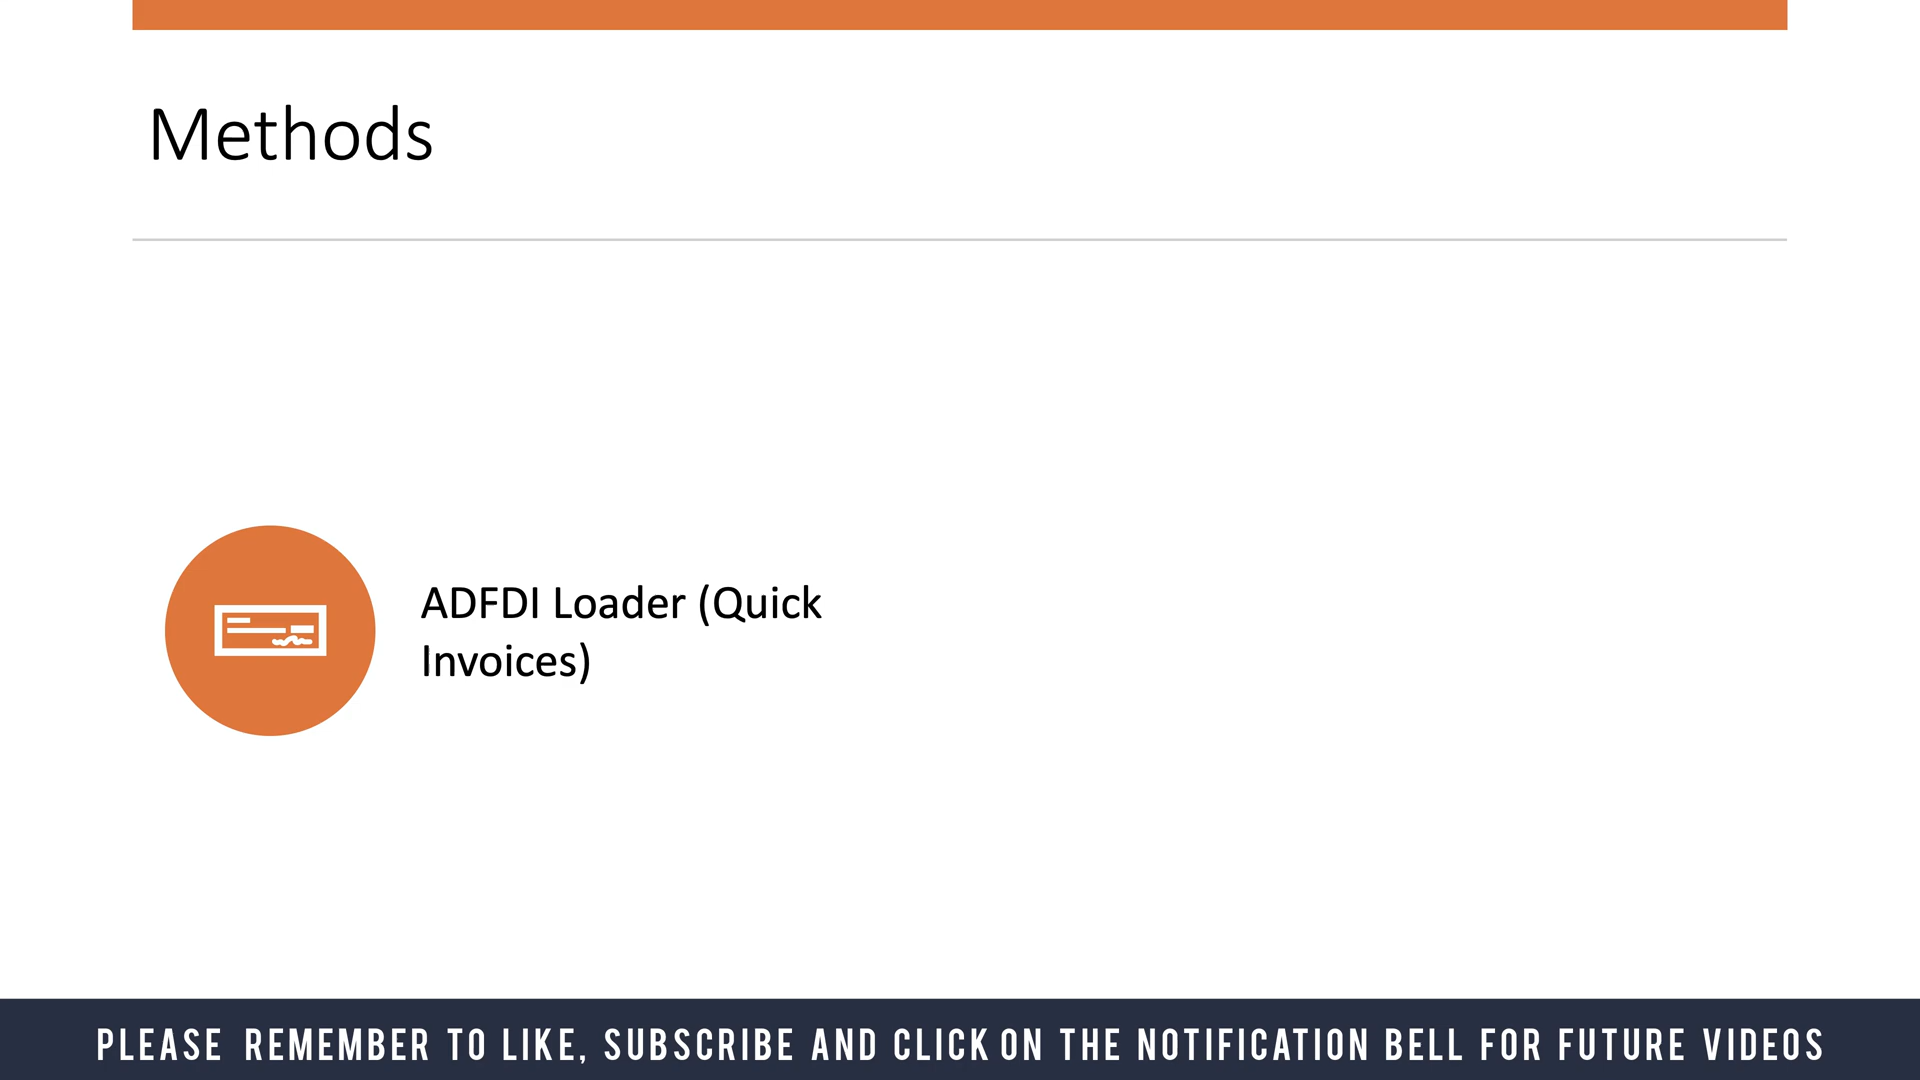 Methods
ADFDI Loader (Quick
Invoices)
PLEASE REMEMBER TO LIKE, SUBSCRIBE AND CLICK ON THE NOTIFICATION BELL FOR FUTURE VIDEOS